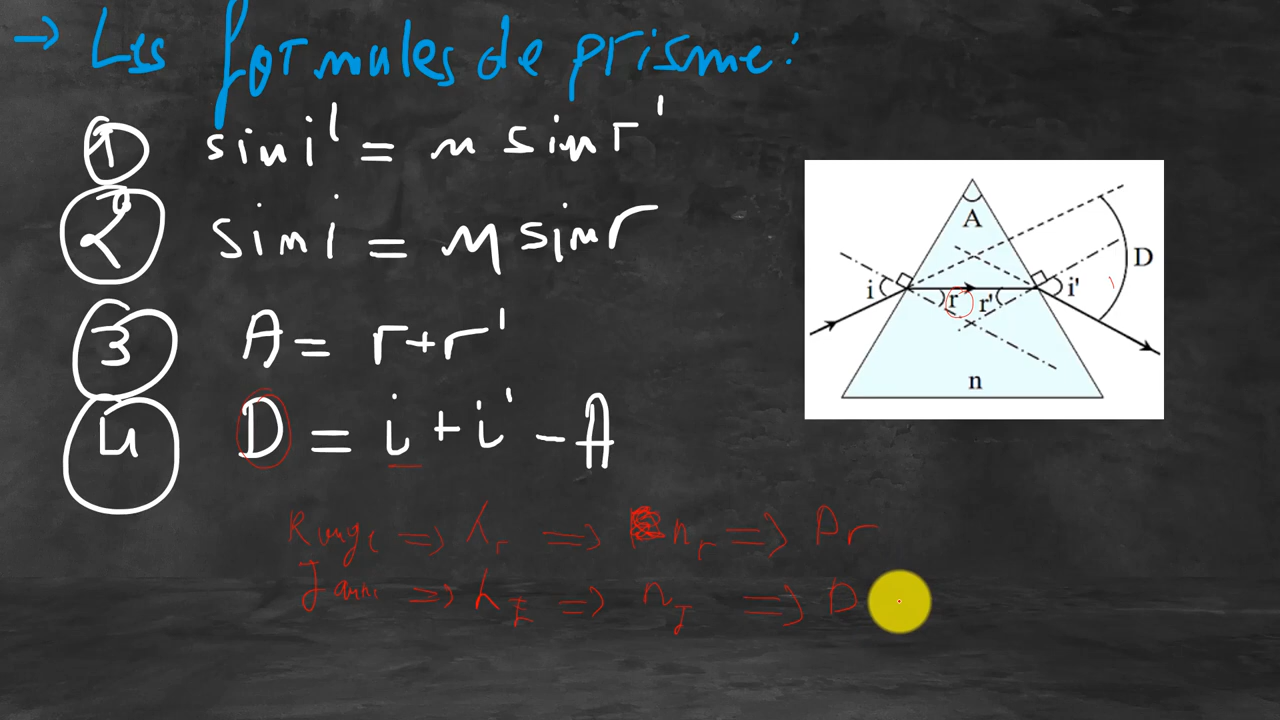 → Les formules de prisme :
1 sin i' = n sin r'
2 sin i = n sin r
3 A = r + r'
4 D = i + i' - A
Rouge => λr => nr => Dr
Jaune => λJ => nJ => D
A
D
i
r
r'
i'
n